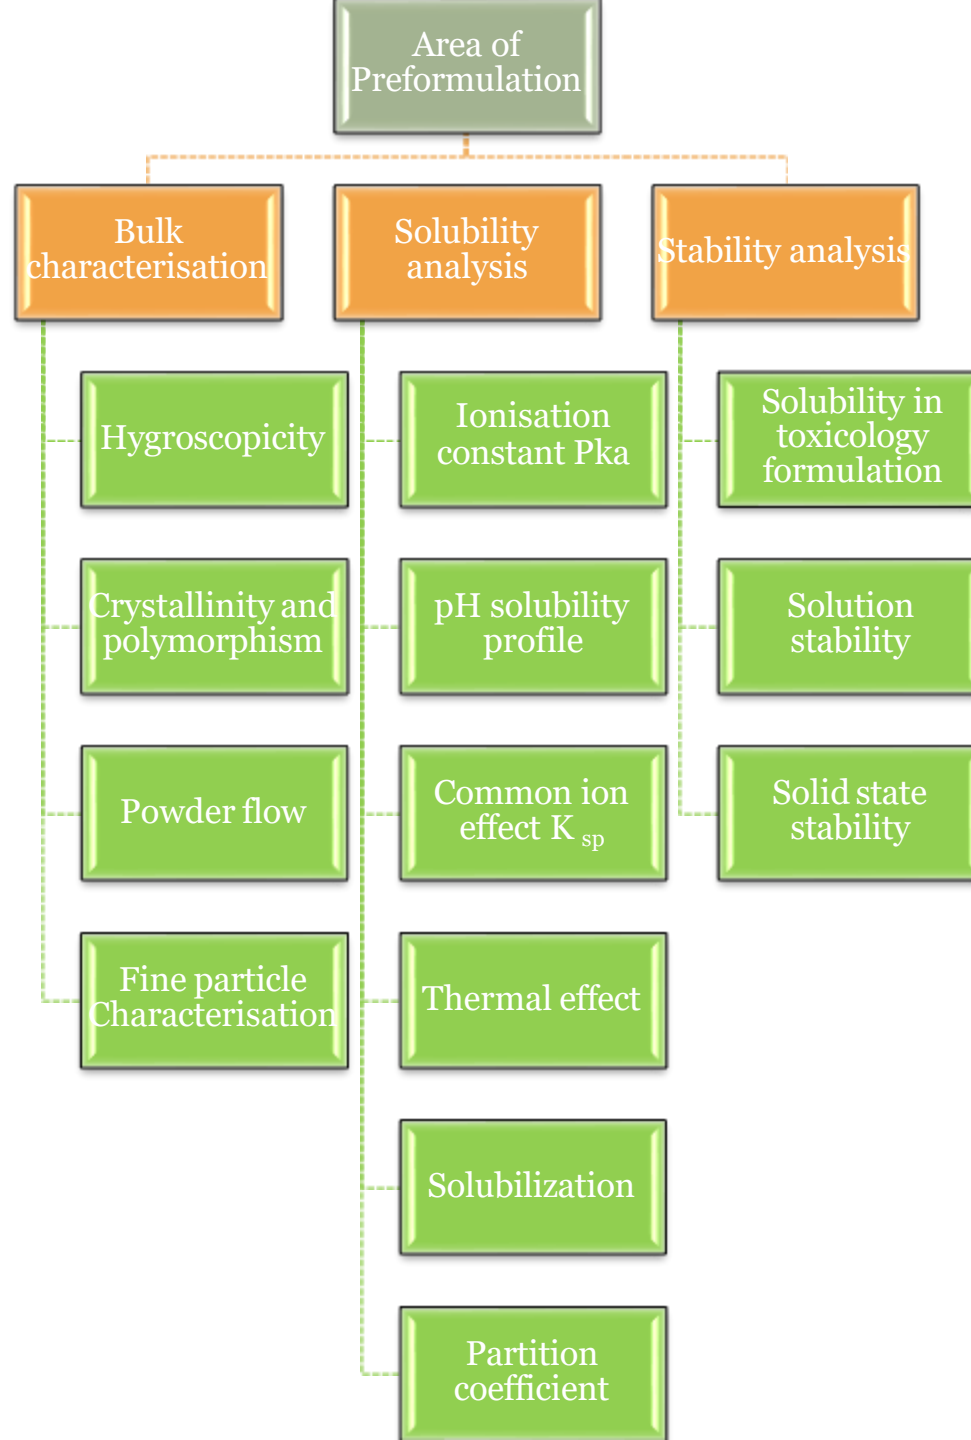 Area of
Preformulation
Bulk
characterisation
Hygroscopicity
Crystallinity and
polymorphism
Powder flow
Fine particle
Characterisation
Solubility
analysis
Ionisation
constant Pka
pH solubility
profile
Common ion
effect K sp
Thermal effect
Solubilization
Partition
coefficient
Stability analysis
Solubility in
toxicology
formulation
Solution
stability
Solid state
stability